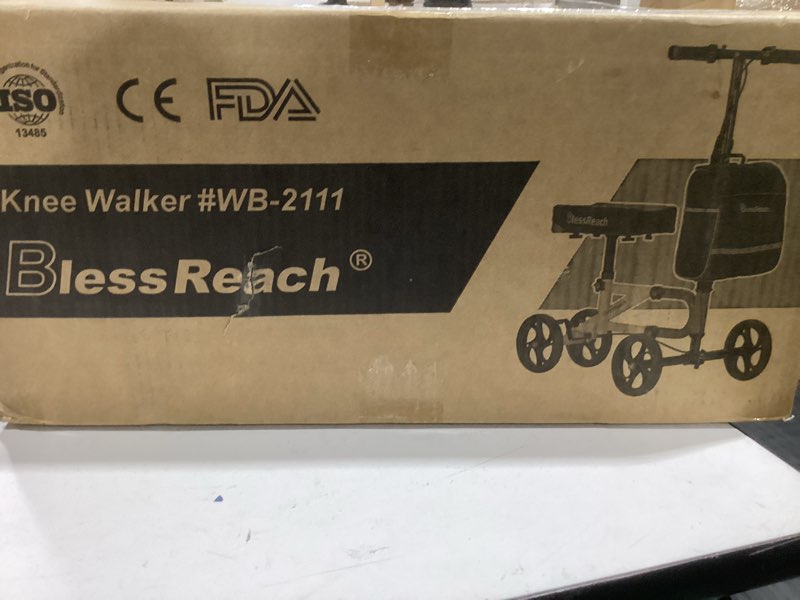 ISO
13485
CE FDA
Knee Walker #WB-2111
BlessReach®
BlessReach